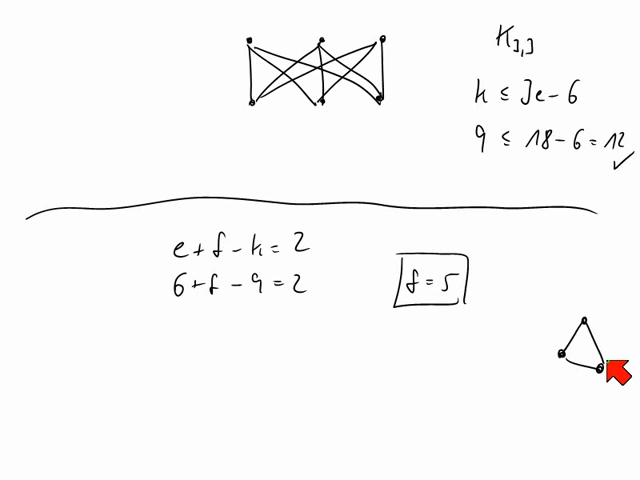 K3,3
k ≤ 3e - 6
9 ≤ 18 - 6 = 12 ✓
e + f - k = 2
6 + f - 9 = 2
f = 5